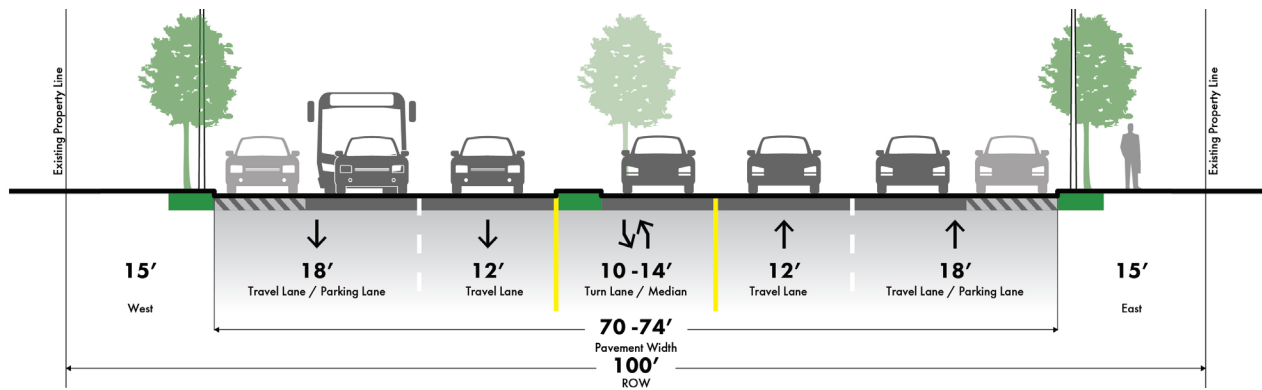 Existing Property Line
Existing Property Line
15′
West
18′
Travel Lane / Parking Lane
12′
Travel Lane
10 -14′
Turn Lane / Median
12′
Travel Lane
18′
Travel Lane / Parking Lane
15′
East
70 -74′
Pavement Width
100′
ROW